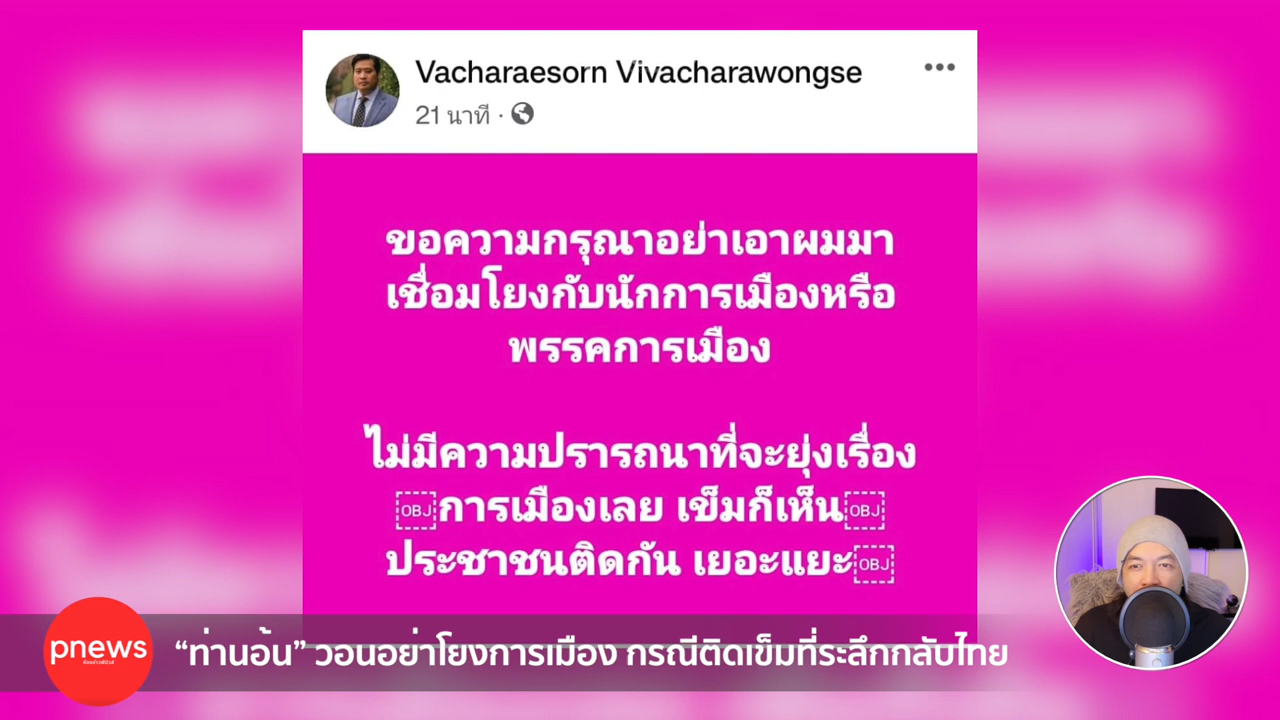 Vacharaesorn Vivacharawongse
21 นาที ·
ขอความกรุณาอย่าเอาผมมา
เชื่อมโยงกับนักการเมืองหรือ
พรรคการเมือง
ไม่มีความปรารถนาที่จะยุ่งเรื่อง
OBJ การเมืองเลย เข็มก็เห็น OBJ
ประชาชนติดกัน เยอะแยะ OBJ
pnews
“ท่านอ้น” วอนอย่าโยงการเมือง กรณีติดเข็มที่ระลึกกลับไทย